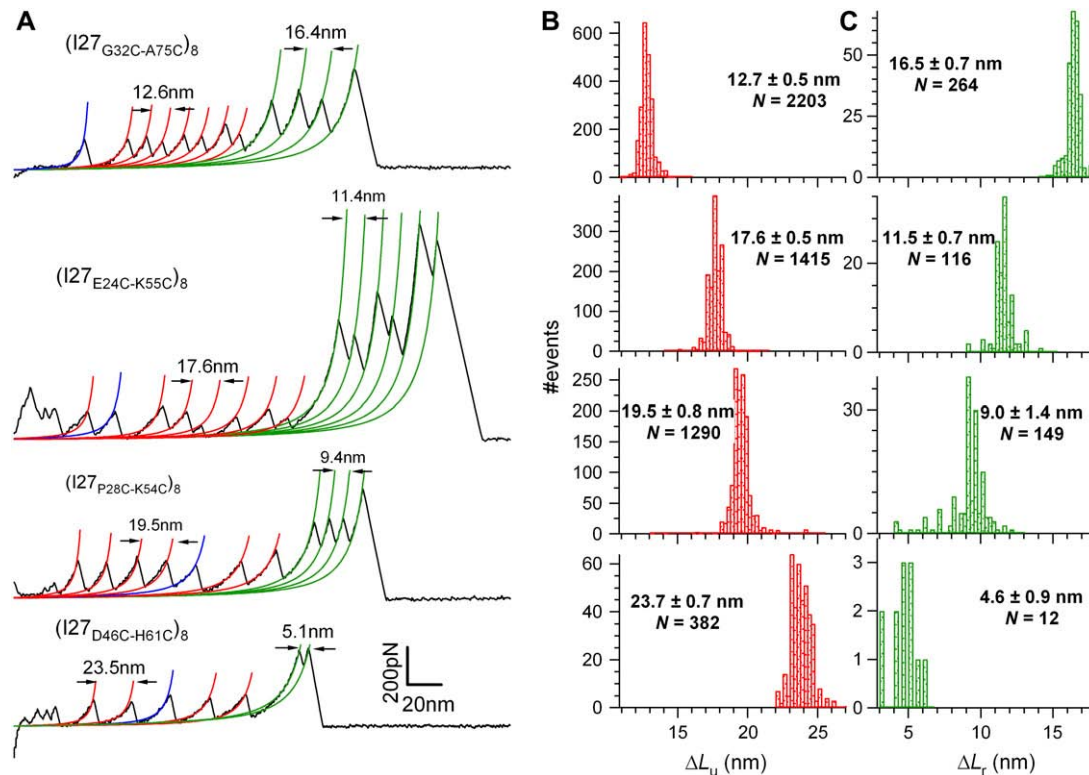 A
(I27G32C-A75C)8
12.6nm
16.4nm
(I27E24C-K55C)8
17.6nm
11.4nm
(I27P28C-K54C)8
19.5nm
9.4nm
(I27D46C-H61C)8
23.5nm
5.1nm
200pN
20nm
B
#events
600
400
200
0
12.7 ± 0.5 nm
N = 2203
300
200
100
0
17.6 ± 0.5 nm
N = 1415
250
200
150
100
50
0
19.5 ± 0.8 nm
N = 1290
60
40
20
0
23.7 ± 0.7 nm
N = 382
15
20
25
ΔLu (nm)
C
60
40
20
0
16.5 ± 0.7 nm
N = 264
20
0
11.5 ± 0.7 nm
N = 116
30
0
9.0 ± 1.4 nm
N = 149
3
2
1
0
4.6 ± 0.9 nm
N = 12
5
10
15
ΔLr (nm)